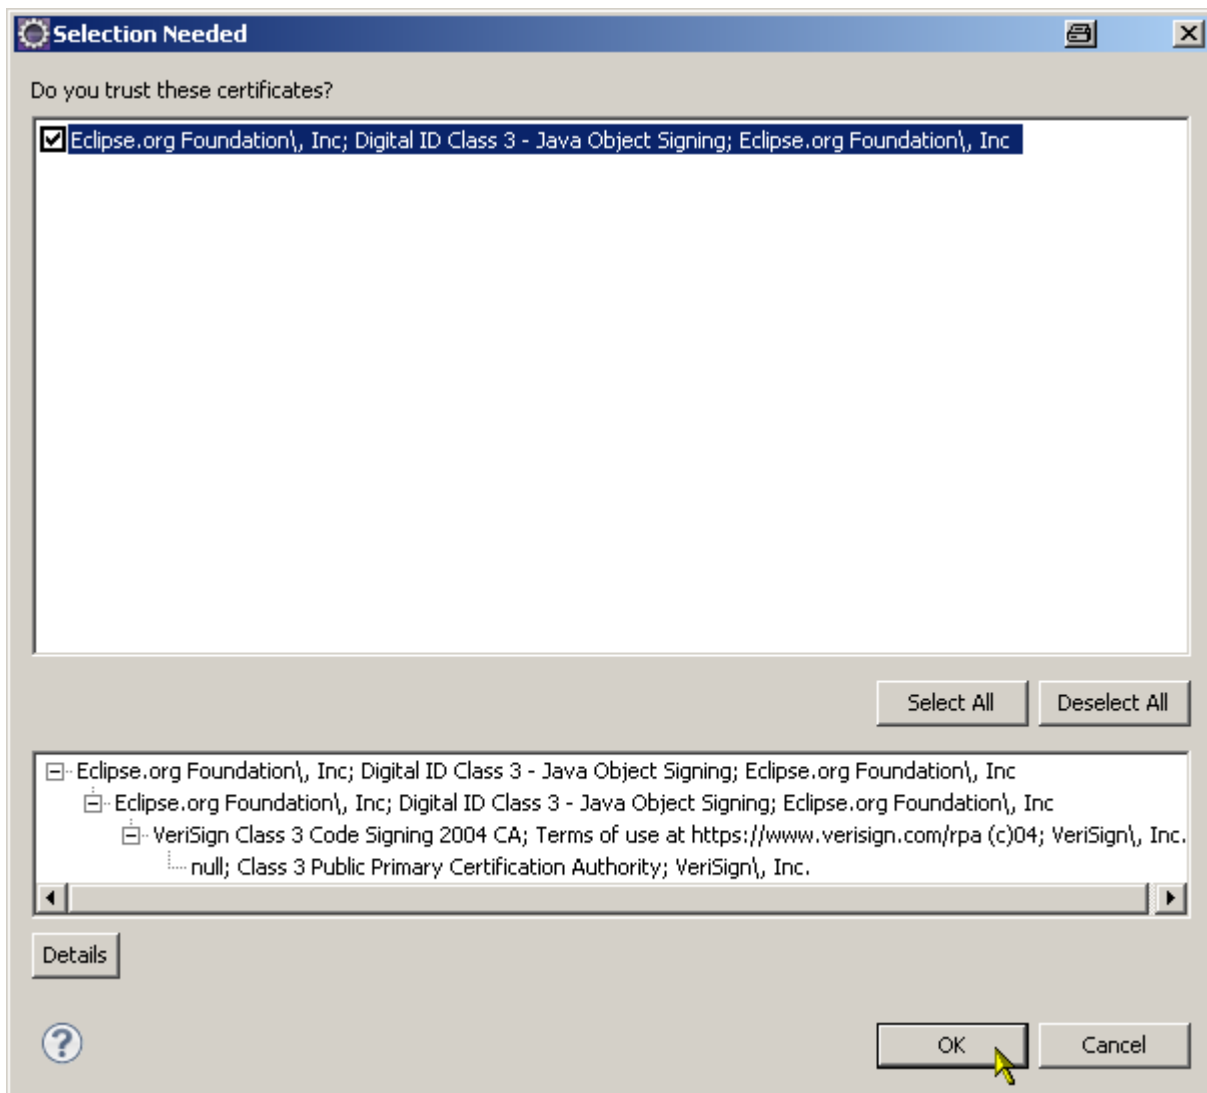 Selection Needed
Do you trust these certificates?
Eclipse.org Foundation\, Inc; Digital ID Class 3 - Java Object Signing; Eclipse.org Foundation\, Inc
Select All Deselect All
Eclipse.org Foundation\, Inc; Digital ID Class 3 - Java Object Signing; Eclipse.org Foundation\, Inc
Eclipse.org Foundation\, Inc; Digital ID Class 3 - Java Object Signing; Eclipse.org Foundation\, Inc
VeriSign Class 3 Code Signing 2004 CA; Terms of use at https://www.verisign.com/rpa (c)04; VeriSign\, Inc.
null; Class 3 Public Primary Certification Authority; VeriSign\, Inc.
Details
? OK Cancel